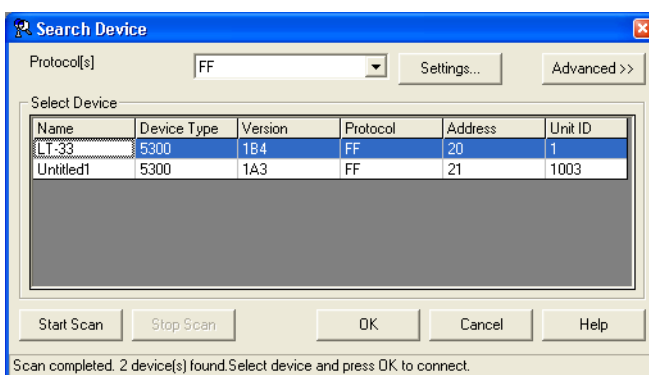 Search Device
Protocol[s] FF Settings... Advanced >>
Select Device
Name Device Type Version Protocol Address Unit ID
LT-33 5300 1B4 FF 20 1
Untitled1 5300 1A3 FF 21 1003
Start Scan Stop Scan OK Cancel Help
Scan completed. 2 device(s) found.Select device and press OK to connect.